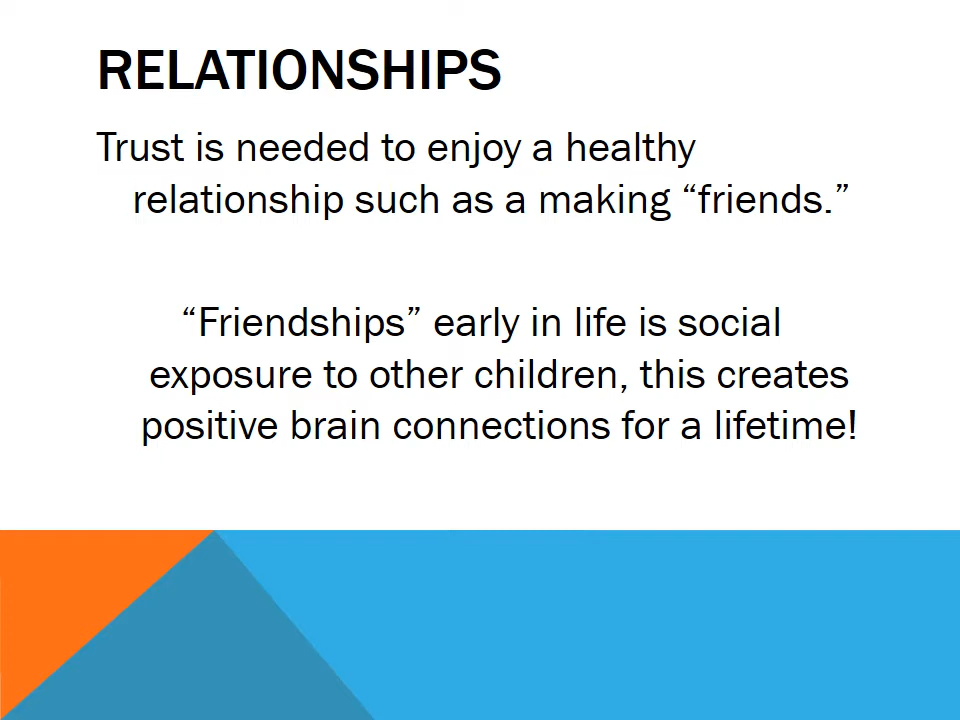 RELATIONSHIPS
Trust is needed to enjoy a healthy
relationship such as a making “friends.”
“Friendships” early in life is social
exposure to other children, this creates
positive brain connections for a lifetime!